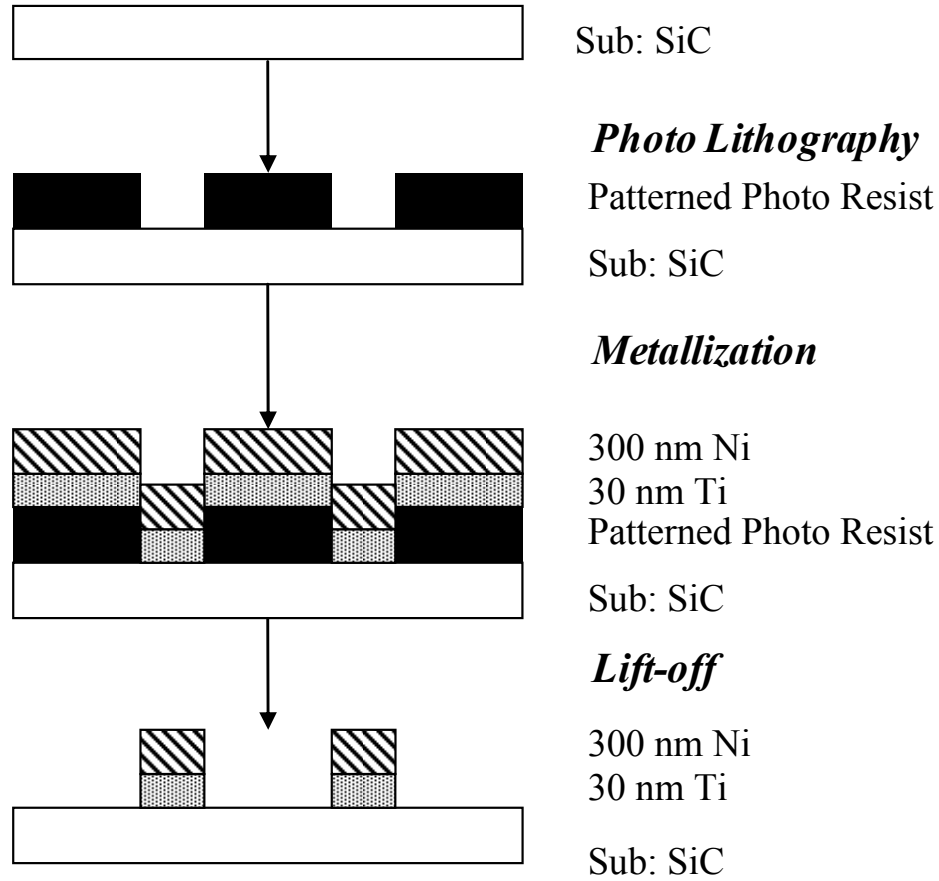 Sub: SiC
Photo Lithography
Patterned Photo Resist
Sub: SiC
Metallization
300 nm Ni
30 nm Ti
Patterned Photo Resist
Sub: SiC
Lift-off
300 nm Ni
30 nm Ti
Sub: SiC